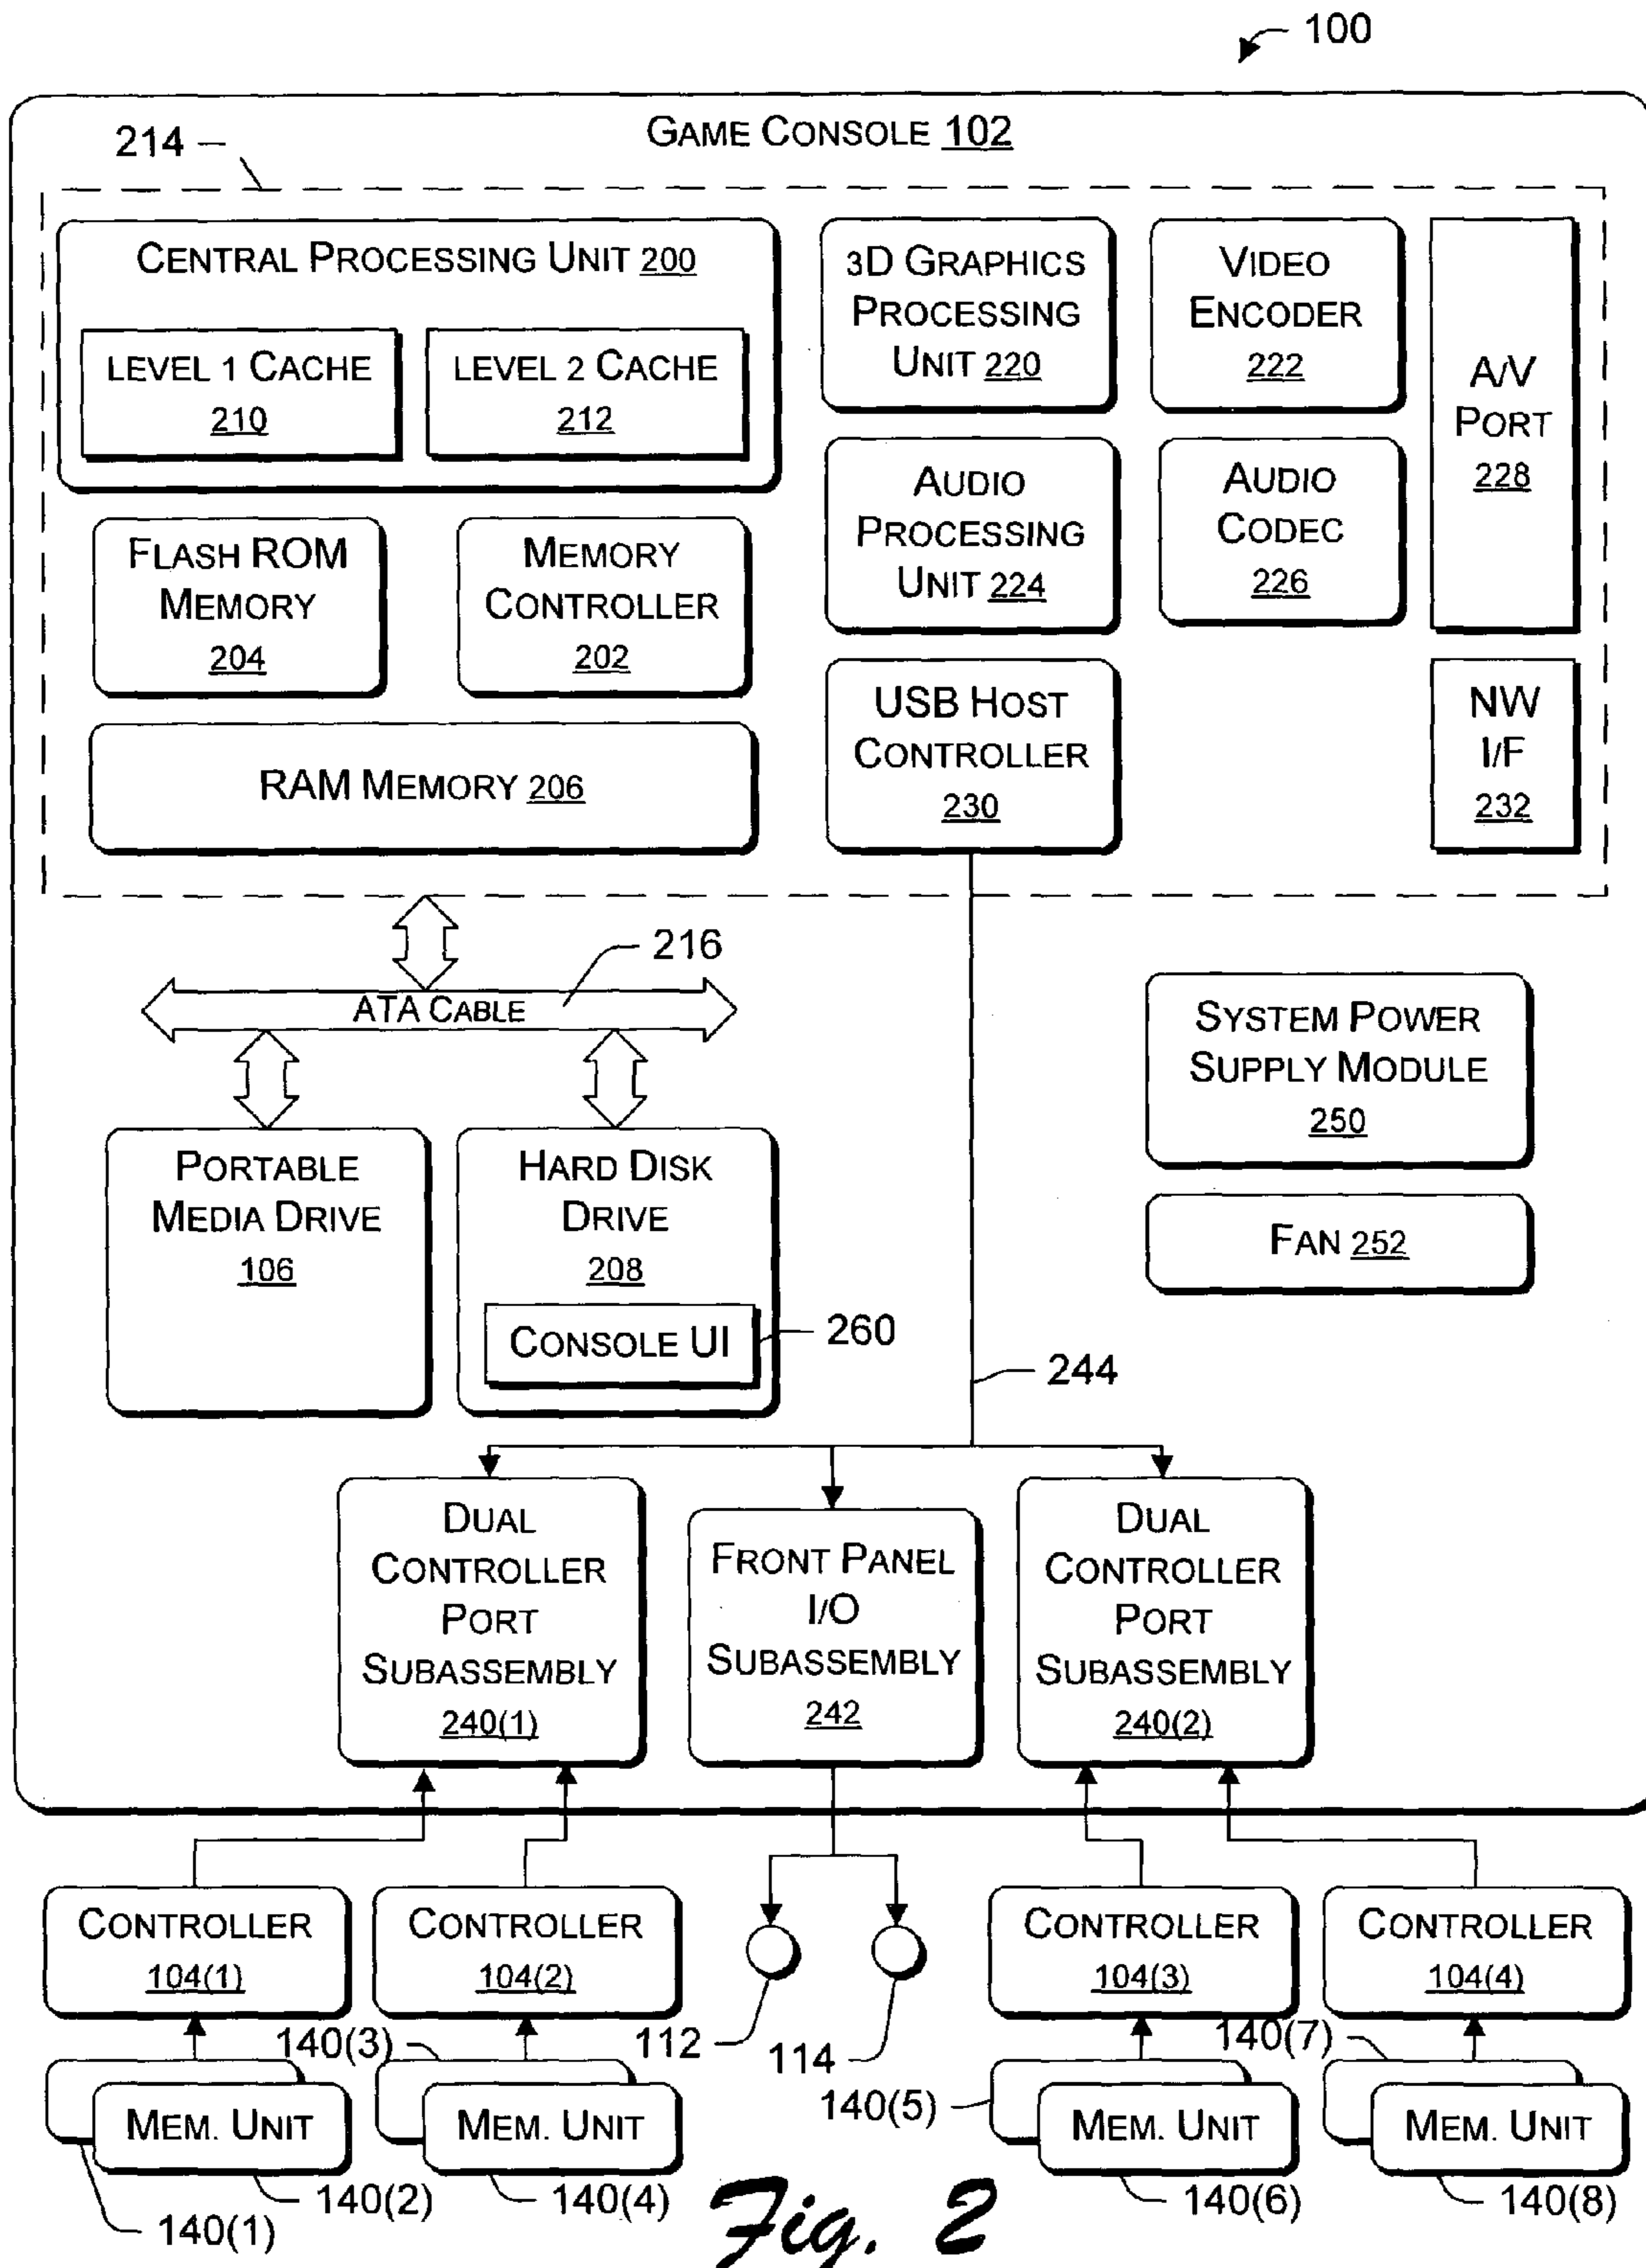 100
GAME CONSOLE 102
214
CENTRAL PROCESSING UNIT 200
LEVEL 1 CACHE
210
LEVEL 2 CACHE
212
3D GRAPHICS
PROCESSING
UNIT 220
VIDEO
ENCODER
222
A/V
PORT
228
AUDIO
PROCESSING
UNIT 224
AUDIO
CODEC
226
FLASH ROM
MEMORY
204
MEMORY
CONTROLLER
202
USB HOST
CONTROLLER
230
NW
I/F
232
RAM MEMORY 206
216
ATA CABLE
SYSTEM POWER
SUPPLY MODULE
250
PORTABLE
MEDIA DRIVE
106
HARD DISK
DRIVE
208
CONSOLE UI
260
FAN 252
244
DUAL
CONTROLLER
PORT
SUBASSEMBLY
240(1)
FRONT PANEL
I/O
SUBASSEMBLY
242
DUAL
CONTROLLER
PORT
SUBASSEMBLY
240(2)
CONTROLLER
104(1)
CONTROLLER
104(2)
CONTROLLER
104(3)
CONTROLLER
104(4)
112
114
140(3)
140(7)
140(5)
MEM. UNIT
MEM. UNIT
MEM. UNIT
MEM. UNIT
140(1)
140(2)
140(4)
140(6)
140(8)
Fig. 2